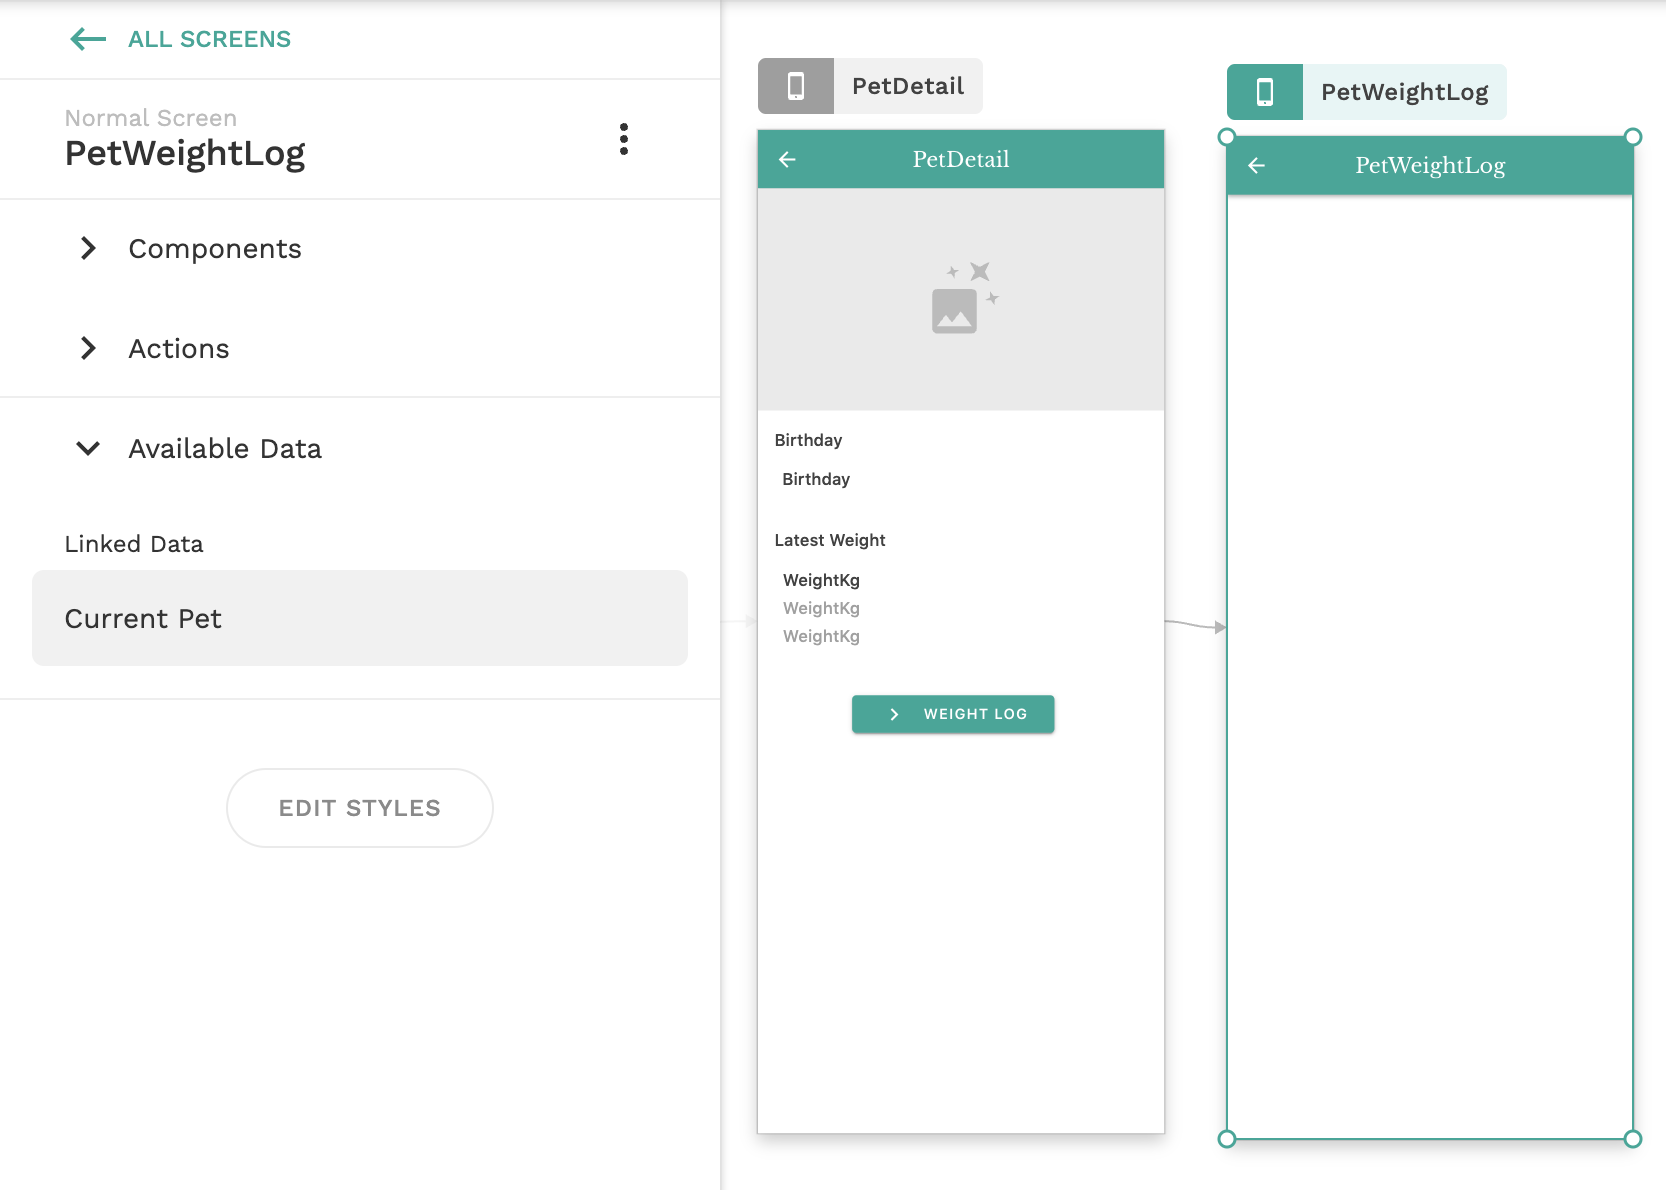 ALL SCREENS
Normal Screen
PetWeightLog
Components
Actions
Available Data
Linked Data
Current Pet
EDIT STYLES
PetDetail
PetDetail
Birthday
Birthday
Latest Weight
WeightKg
WeightKg
WeightKg
WEIGHT LOG
PetWeightLog
PetWeightLog